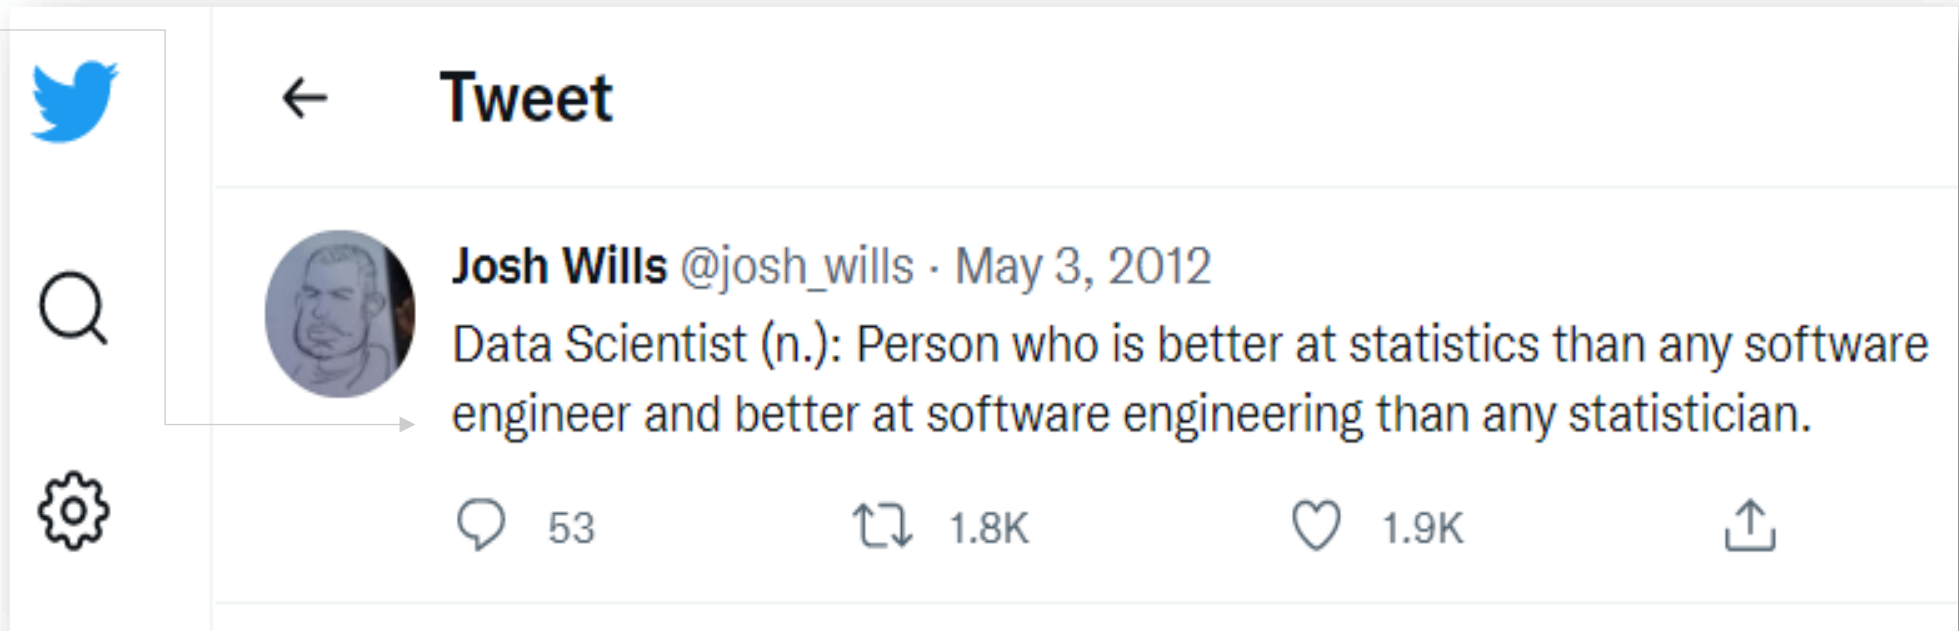 Tweet
Josh Wills @josh_wills · May 3, 2012
Data Scientist (n.): Person who is better at statistics than any software
engineer and better at software engineering than any statistician.
53 1.8K 1.9K